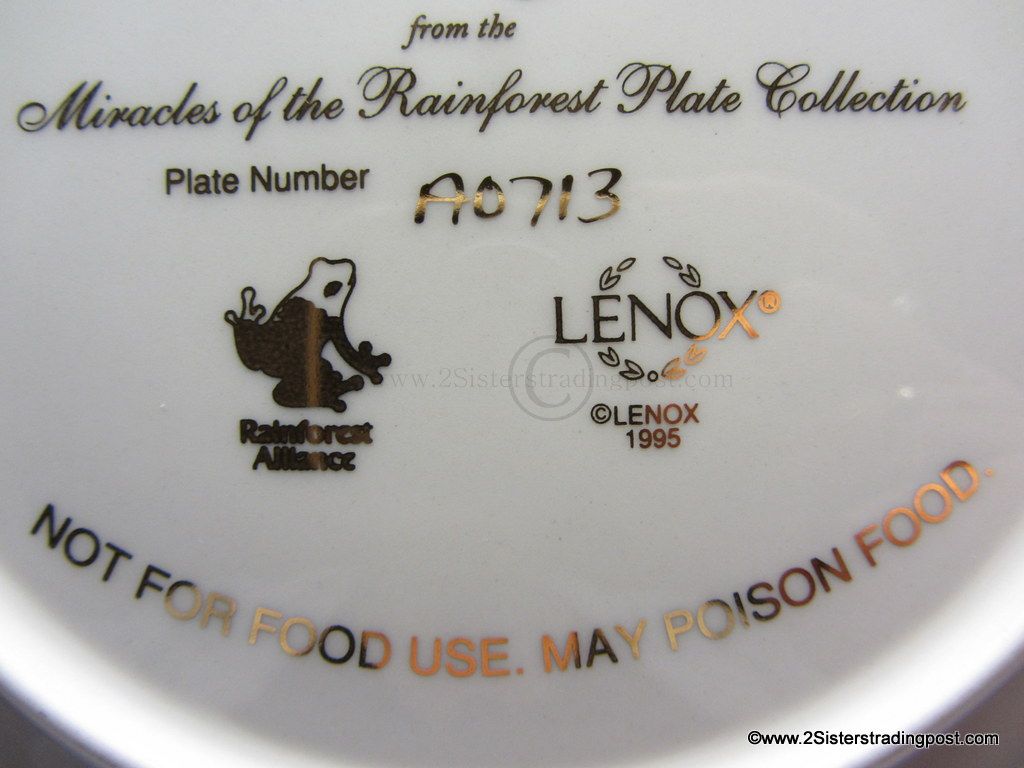 from the
Miracles of the Rainforest Plate Collection
Plate Number A0713
LENOX®
www.2Sisterstradingpost.com
©
©LENOX
1995
Rainforest
Alliance
NOT FOR FOOD USE. MAY POISON FOOD.
©www.2Sisterstradingpost.com